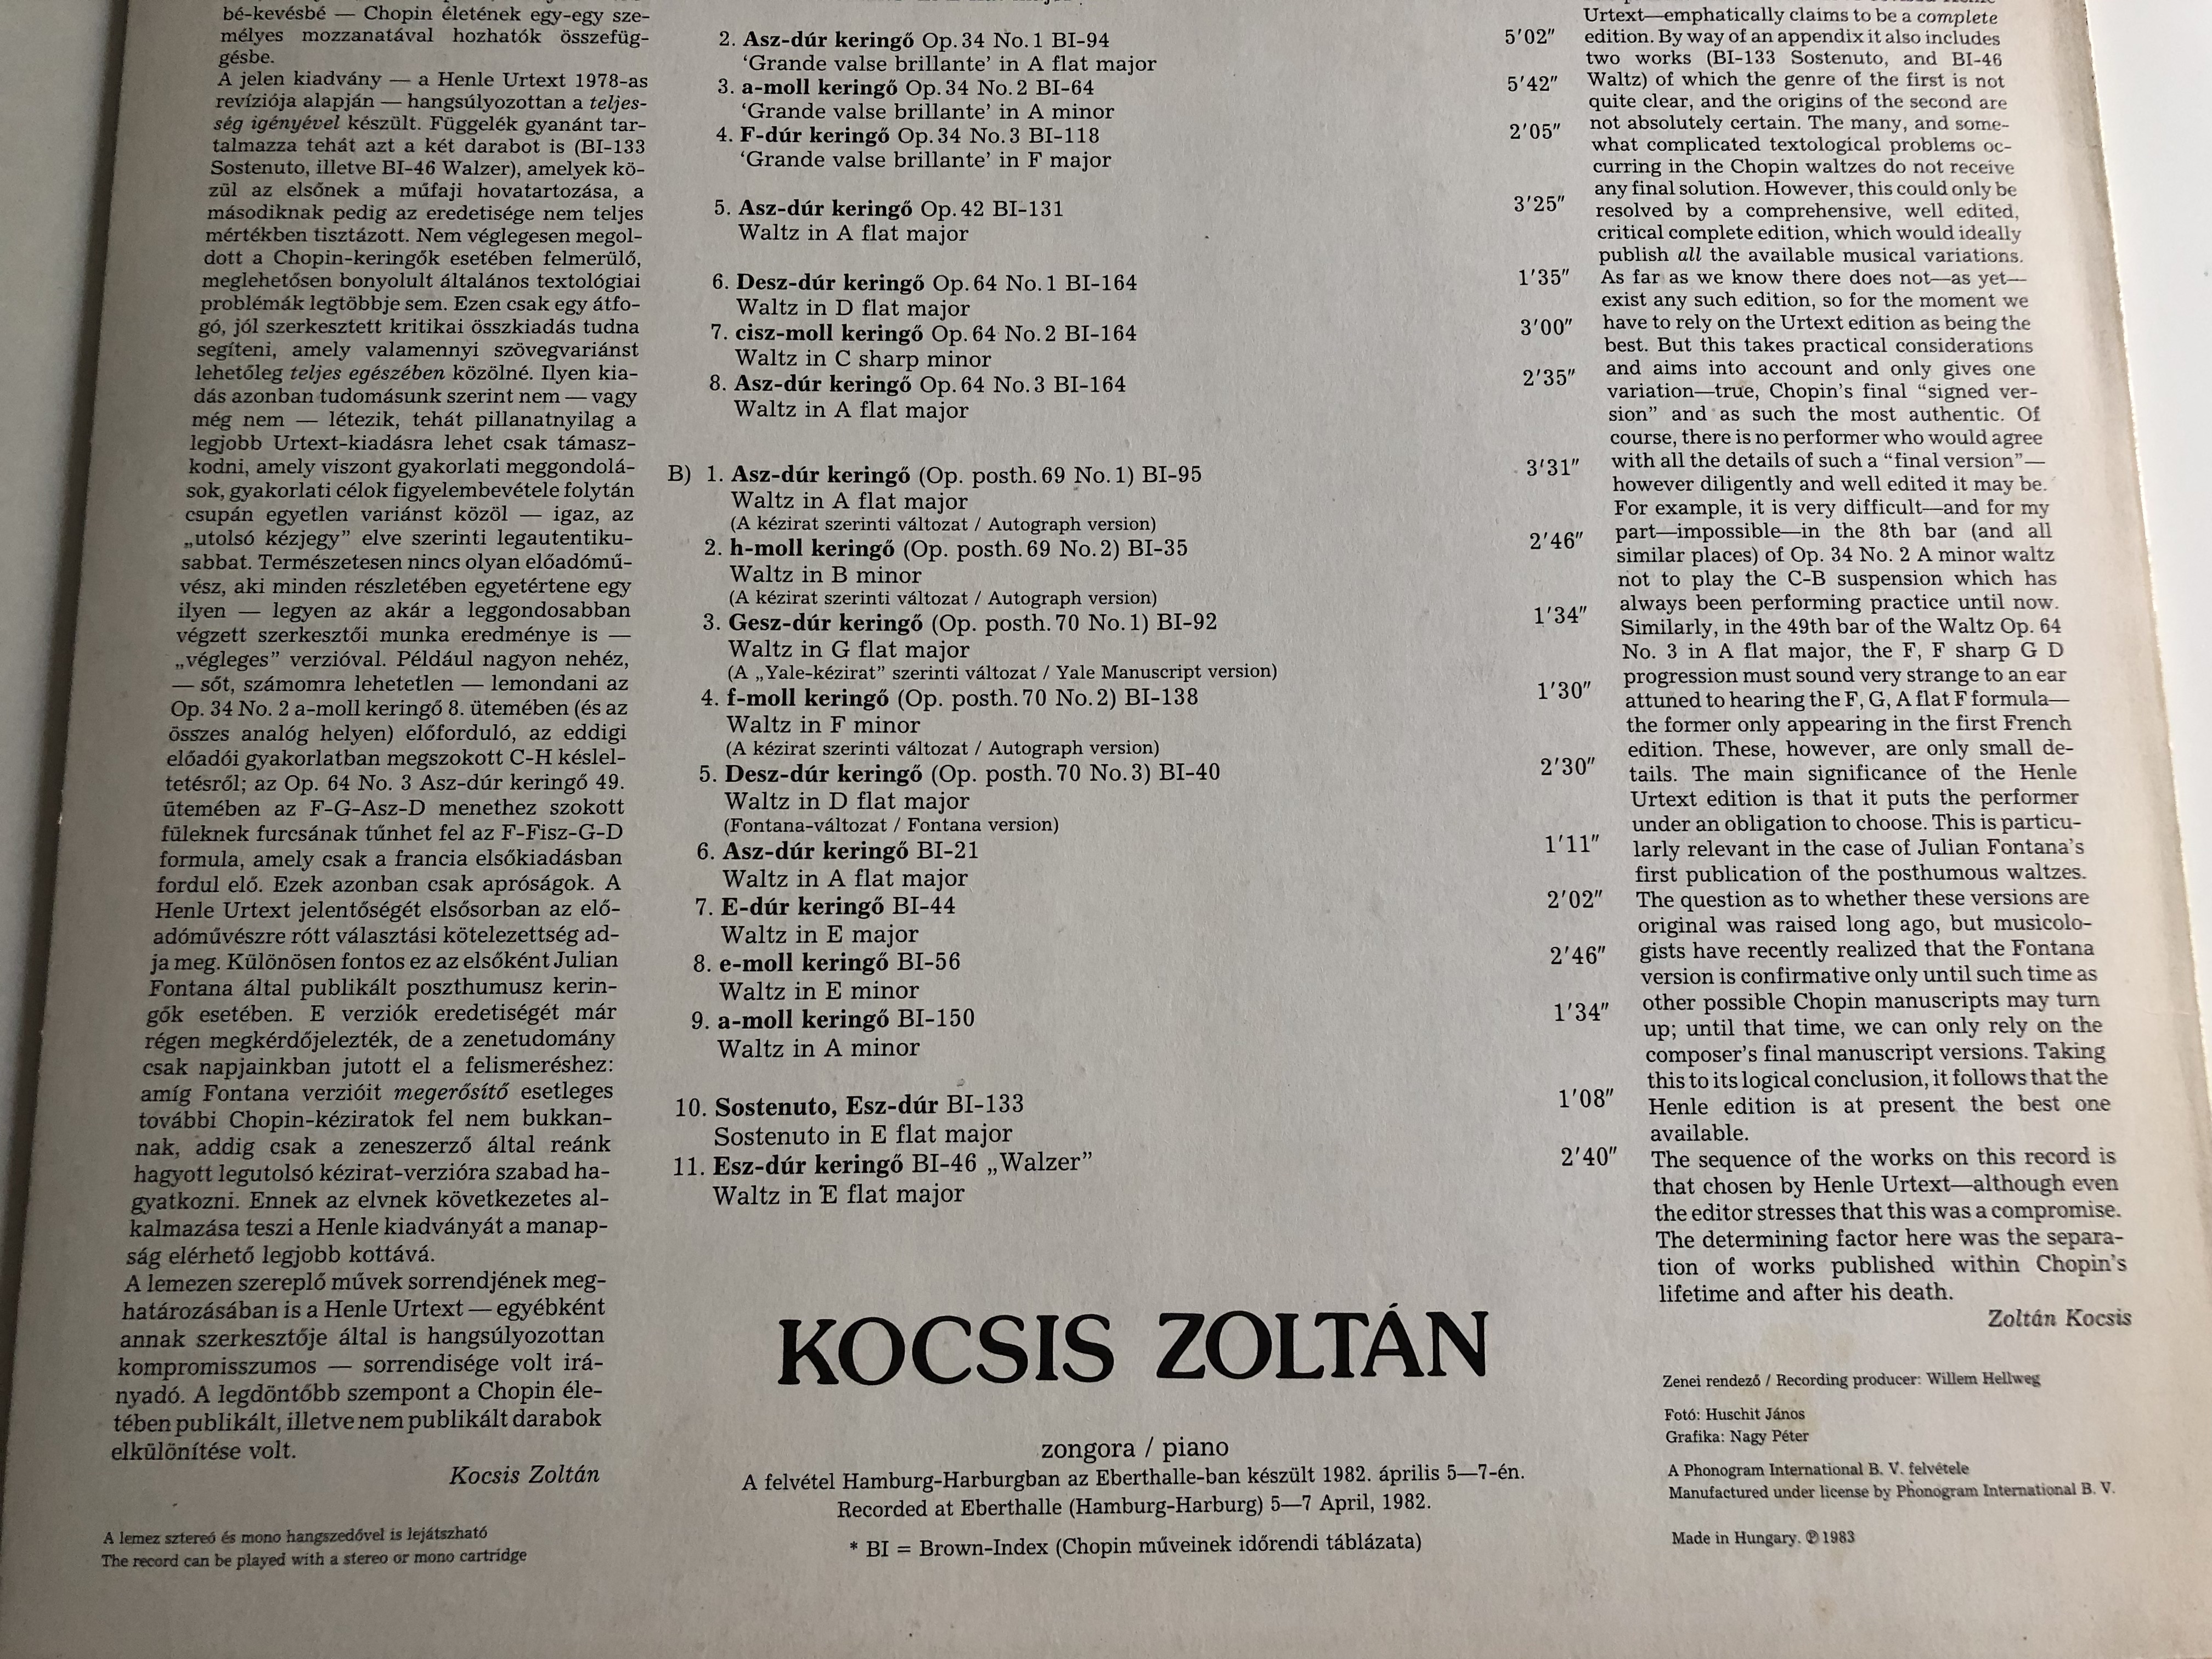 bé-kevésbé — Chopin életének egy-egy sze-
mélyes mozzanatával hozhatók összefüg-
gésbe.
A jelen kiadvány — a Henle Urtext 1978-as
revíziója alapján — hangsúlyozottan a teljes-
ség igényével készült. Függelék gyanánt tar-
talmazza tehát azt a két darabot is (BI-133
Sostenuto, illetve BI-46 Walzer), amelyek kö-
zül az elsőnek a műfaji hovatartozása, a
másodiknak pedig az eredetisége nem teljes
mértékben tisztázott. Nem véglegesen megol-
dott a Chopin-keringők esetében felmerülő,
meglehetősen bonyolult általános textológiai
problémák legtöbbje sem. Ezen csak egy átfo-
gó, jól szerkesztett kritikai összkiadás tudna
segíteni, amely valamennyi szövegvariánst
lehetőleg teljes egészében közölné. Ilyen kia-
dás azonban tudomásunk szerint nem — vagy
még nem — létezik, tehát pillanatnyilag a
legjobb Urtext-kiadásra lehet csak támasz-
kodni, amely viszont gyakorlati meggondolá-
sok, gyakorlati célok figyelembevétele folytán
csupán egyetlen variánst közöl — igaz, az
„utolsó kézjegy” elve szerinti legautentiku-
sabbat. Természetesen nincs olyan előadómű-
vész, aki minden részletében egyetértene egy
ilyen — legyen az akár a leggondosabban
végzett szerkesztői munka eredménye is —
„végleges” verzióval. Például nagyon nehéz,
— sőt, számomra lehetetlen — lemondani az
Op. 34 No. 2 a-moll keringő 8. ütemében (és az
összes analóg helyen) előforduló, az eddigi
előadói gyakorlatban megszokott C-H késlel-
tetésről; az Op. 64 No. 3 Asz-dúr keringő 49.
ütemében az F-G-Asz-D menethez szokott
füleknek furcsának tűnhet fel az F-Fisz-G-D
formula, amely csak a francia elsőkiadásban
fordul elő. Ezek azonban csak apróságok. A
Henle Urtext jelentőségét elsősorban az elő-
adóművészre rótt választási kötelezettség ad-
ja meg. Különösen fontos ez az elsőként Julian
Fontana által publikált poszthumusz kerin-
gők esetében. E verziók eredetiségét már
régen megkérdőjelezték, de a zenetudomány
csak napjainkban jutott el a felismeréshez:
amíg Fontana verzióit megerősítő esetleges
további Chopin-kéziratok fel nem bukkan-
nak, addig csak a zeneszerző által reánk
hagyott legutolsó kézirat-verzióra szabad ha-
gyatkozni. Ennek az elvnek következetes al-
kalmazása teszi a Henle kiadványát a manap-
ság elérhető legjobb kottává.
A lemezen szereplő művek sorrendjének meg-
határozásában is a Henle Urtext — egyébként
annak szerkesztője által is hangsúlyozottan
kompromisszumos — sorrendisége volt irá-
nyadó. A legdöntőbb szempont a Chopin éle-
tében publikált, illetve nem publikált darabok
elkülönítése volt.
Kocsis Zoltán
A lemez sztereó és mono hangszedővel is lejátszható
The record can be played with a stereo or mono cartridge
2. Asz-dúr keringő Op. 34 No. 1 BI-94 5′02″
‘Grande valse brillante’ in A flat major
3. a-moll keringő Op. 34 No. 2 BI-64 5′42″
‘Grande valse brillante’ in A minor
4. F-dúr keringő Op. 34 No. 3 BI-118 2′05″
‘Grande valse brillante’ in F major
5. Asz-dúr keringő Op. 42 BI-131 3′25″
Waltz in A flat major
6. Desz-dúr keringő Op. 64 No. 1 BI-164 1′35″
Waltz in D flat major
7. cisz-moll keringő Op. 64 No. 2 BI-164 3′00″
Waltz in C sharp minor
8. Asz-dúr keringő Op. 64 No. 3 BI-164 2′35″
Waltz in A flat major
B) 1. Asz-dúr keringő (Op. posth. 69 No. 1) BI-95 3′31″
Waltz in A flat major
(A kézirat szerinti változat / Autograph version)
2. h-moll keringő (Op. posth. 69 No. 2) BI-35 2′46″
Waltz in B minor
(A kézirat szerinti változat / Autograph version)
3. Gesz-dúr keringő (Op. posth. 70 No. 1) BI-92 1′34″
Waltz in G flat major
(A „Yale-kézirat” szerinti változat / Yale Manuscript version)
4. f-moll keringő (Op. posth. 70 No. 2) BI-138 1′30″
Waltz in F minor
(A kézirat szerinti változat / Autograph version)
5. Desz-dúr keringő (Op. posth. 70 No. 3) BI-40 2′30″
Waltz in D flat major
(Fontana-változat / Fontana version)
6. Asz-dúr keringő BI-21 1′11″
Waltz in A flat major
7. E-dúr keringő BI-44 2′02″
Waltz in E major
8. e-moll keringő BI-56 2′46″
Waltz in E minor
9. a-moll keringő BI-150 1′34″
Waltz in A minor
10. Sostenuto, Esz-dúr BI-133 1′08″
Sostenuto in E flat major
11. Esz-dúr keringő BI-46 „Walzer” 2′40″
Waltz in E flat major
KOCSIS ZOLTÁN
zongora / piano
A felvétel Hamburg-Harburgban az Eberthalle-ban készült 1982. április 5—7-én.
Recorded at Eberthalle (Hamburg-Harburg) 5—7 April, 1982.
* BI = Brown-Index (Chopin műveinek időrendi táblázata)
Urtext—emphatically claims to be a complete
edition. By way of an appendix it also includes
two works (BI-133 Sostenuto, and BI-46
Waltz) of which the genre of the first is not
quite clear, and the origins of the second are
not absolutely certain. The many, and some-
what complicated textological problems oc-
curring in the Chopin waltzes do not receive
any final solution. However, this could only be
resolved by a comprehensive, well edited,
critical complete edition, which would ideally
publish all the available musical variations.
As far as we know there does not—as yet—
exist any such edition, so for the moment we
have to rely on the Urtext edition as being the
best. But this takes practical considerations
and aims into account and only gives one
variation—true, Chopin’s final “signed ver-
sion” and as such the most authentic. Of
course, there is no performer who would agree
with all the details of such a “final version”—
however diligently and well edited it may be.
For example, it is very difficult—and for my
part—impossible—in the 8th bar (and all
similar places) of Op. 34 No. 2 A minor waltz
not to play the C-B suspension which has
always been performing practice until now.
Similarly, in the 49th bar of the Waltz Op. 64
No. 3 in A flat major, the F, F sharp G D
progression must sound very strange to an ear
attuned to hearing the F, G, A flat F formula—
the former only appearing in the first French
edition. These, however, are only small de-
tails. The main significance of the Henle
Urtext edition is that it puts the performer
under an obligation to choose. This is particu-
larly relevant in the case of Julian Fontana’s
first publication of the posthumous waltzes.
The question as to whether these versions are
original was raised long ago, but musicolo-
gists have recently realized that the Fontana
version is confirmative only until such time as
other possible Chopin manuscripts may turn
up; until that time, we can only rely on the
composer’s final manuscript versions. Taking
this to its logical conclusion, it follows that the
Henle edition is at present the best one
available.
The sequence of the works on this record is
that chosen by Henle Urtext—although even
the editor stresses that this was a compromise.
The determining factor here was the separa-
tion of works published within Chopin’s
lifetime and after his death.
Zoltán Kocsis
Zenei rendező / Recording producer: Willem Hellweg
Fotó: Huschit János
Grafika: Nagy Péter
A Phonogram International B. V. felvétele
Manufactured under license by Phonogram International B. V.
Made in Hungary. ℗ 1983